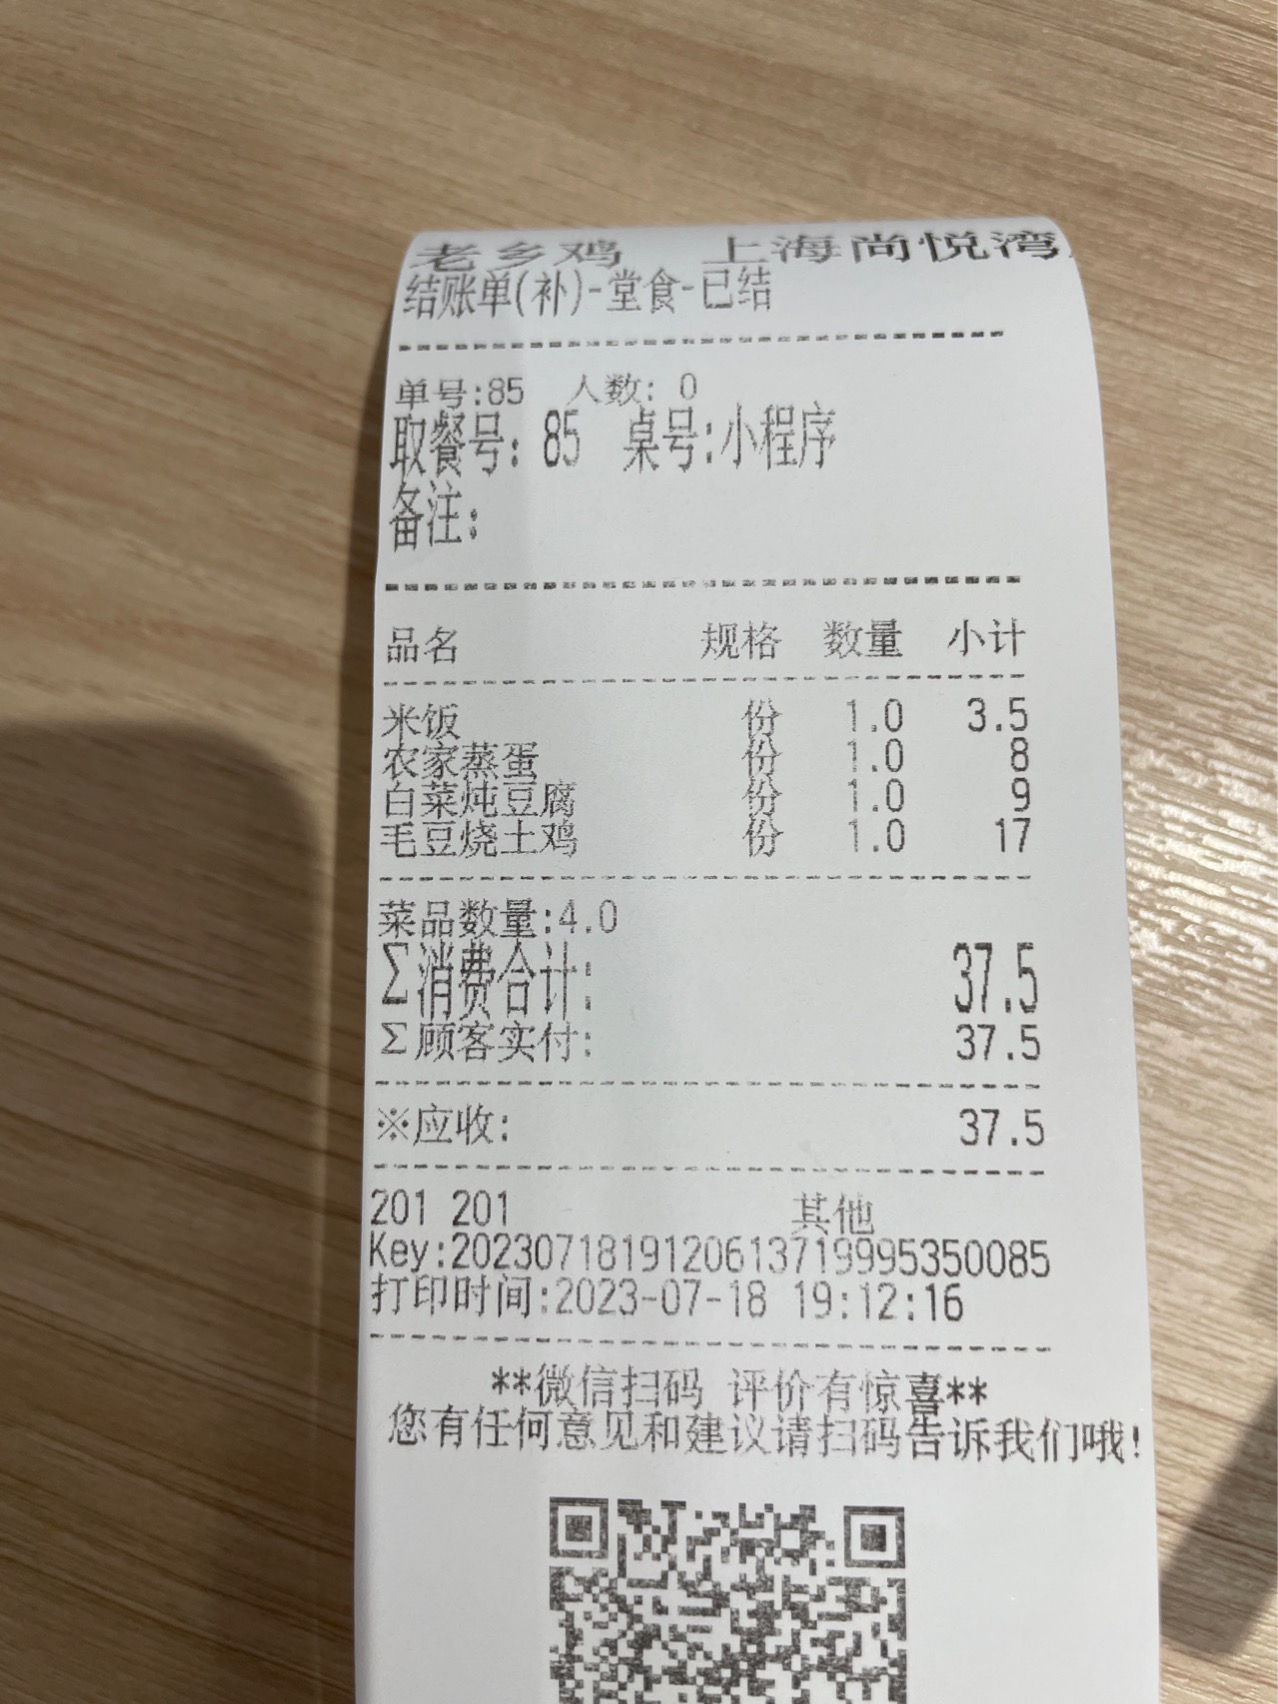 老乡鸡 上海尚悦湾
结账单(补)-堂食-已结
单号:85 人数: 0
取餐号: 85 桌号:小程序
备注:
品名 规格 数量 小计
米饭 份 1.0 3.5
农家蒸蛋 份 1.0 8
白菜炖豆腐 份 1.0 9
毛豆烧土鸡 份 1.0 17
菜品数量:4.0
Σ消费合计: 37.5
Σ顾客实付: 37.5
※应收: 37.5
201 201 其他
Key:20230718191206137199953500​85
打印时间:2023-07-18 19:12:16
**微信扫码 评价有惊喜**
您有任何意见和建议请扫码告诉我们哦!